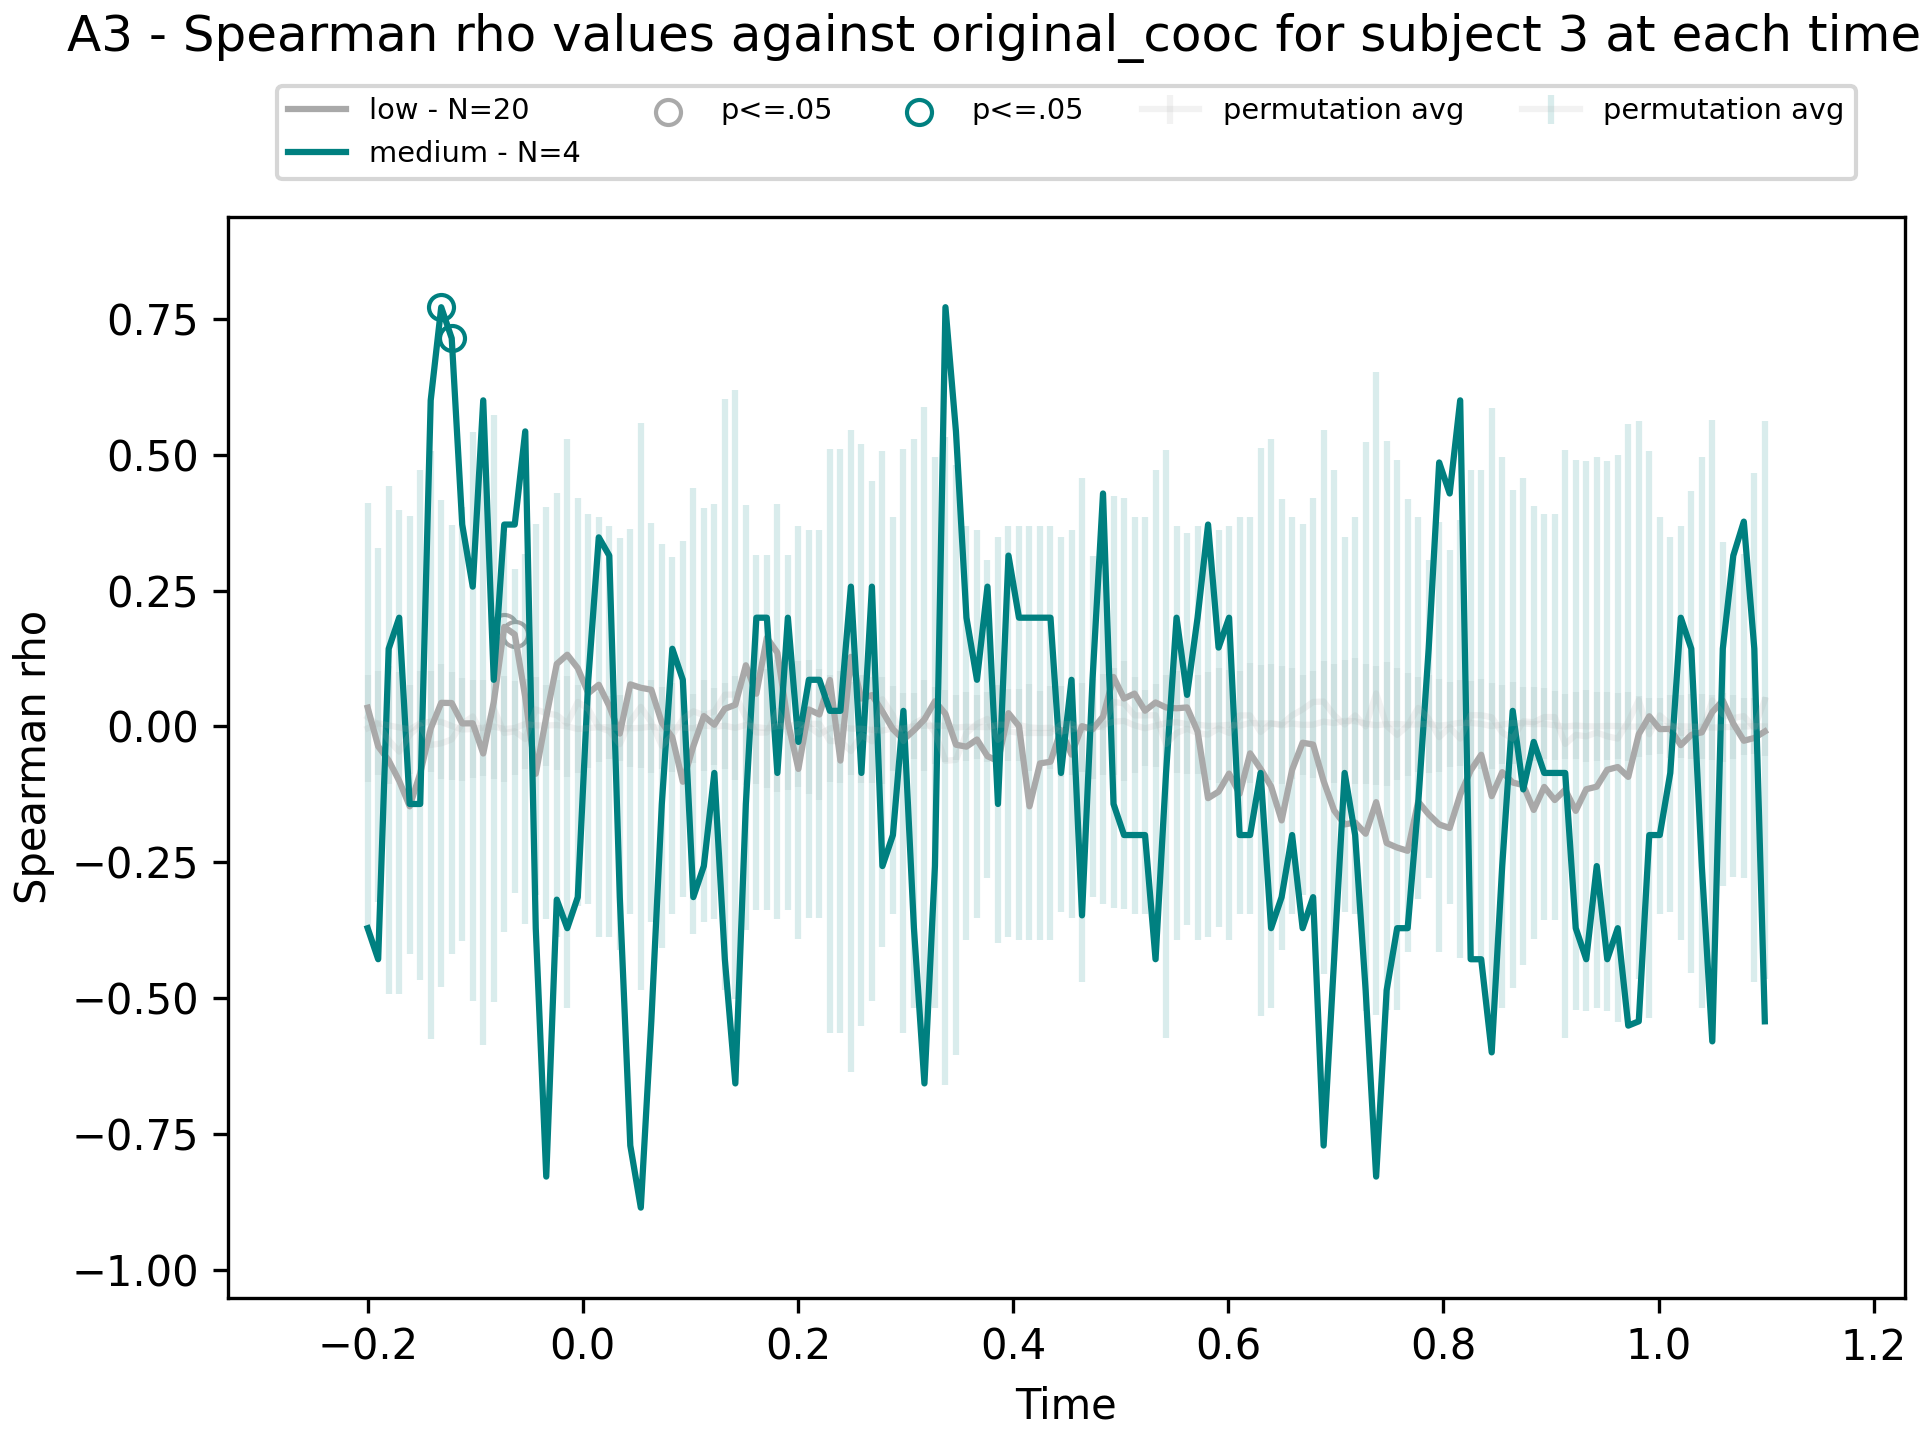 A3 - Spearman rho values against original_cooc for subject 3 at each time
low - N=20
medium - N=4
p<=.05
p<=.05
permutation avg
permutation avg
Spearman rho
0.75
0.50
0.25
0.00
−0.25
−0.50
−0.75
−1.00
−0.2
0.0
0.2
0.4
0.6
0.8
1.0
1.2
Time